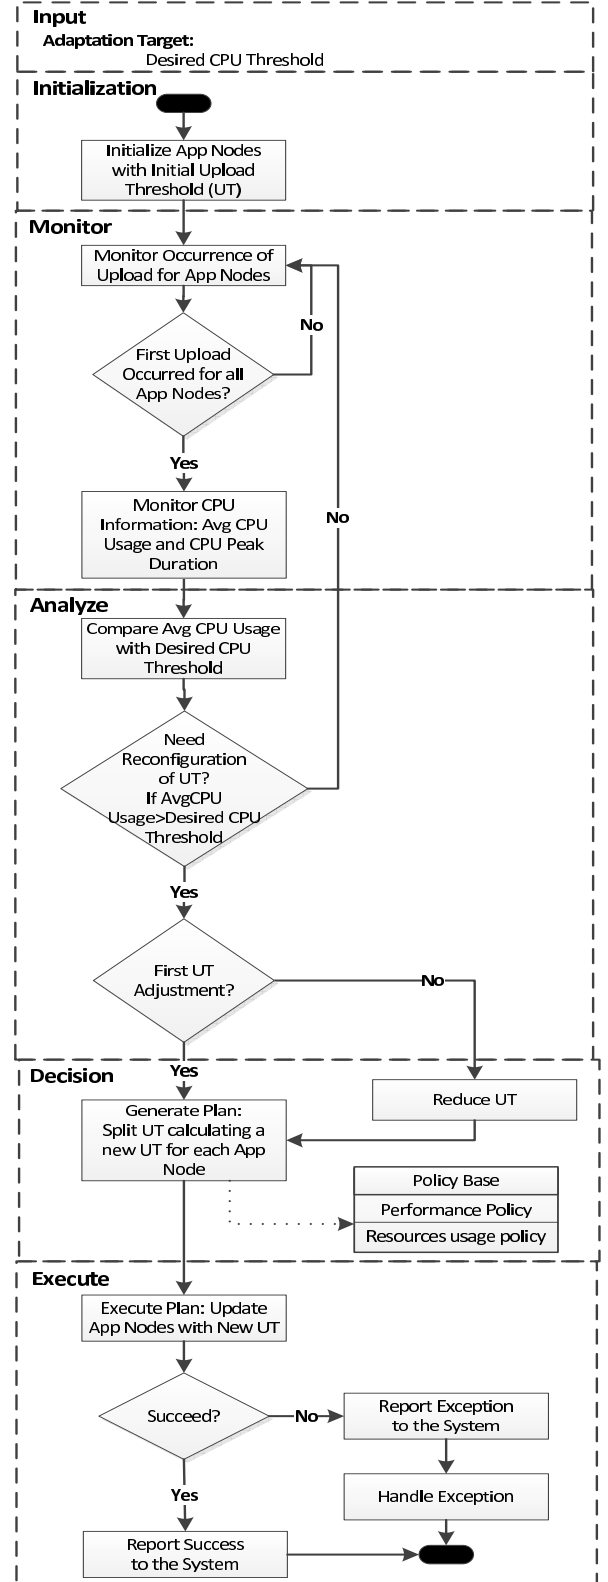 Input
Adaptation Target:
Desired CPU Threshold
Initialization
Initialize App Nodes
with Initial Upload
Threshold (UT)
Monitor
Monitor Occurrence of
Upload for App Nodes
No
First Upload
Occurred for all
App Nodes?
Yes
Monitor CPU
Information: Avg CPU
Usage and CPU Peak
Duration
No
Analyze
Compare Avg CPU Usage
with Desired CPU
Threshold
Need
Reconfiguration
of UT?
If AvgCPU
Usage>Desired CPU
Threshold
Yes
First UT
Adjustment?
No
Yes
Decision
Reduce UT
Generate Plan:
Split UT calculating a
new UT for each App
Node
Policy Base
Performance Policy
Resources usage policy
Execute
Execute Plan: Update
App Nodes with New UT
Succeed?
No
Report Exception
to the System
Yes
Handle Exception
Report Success
to the System